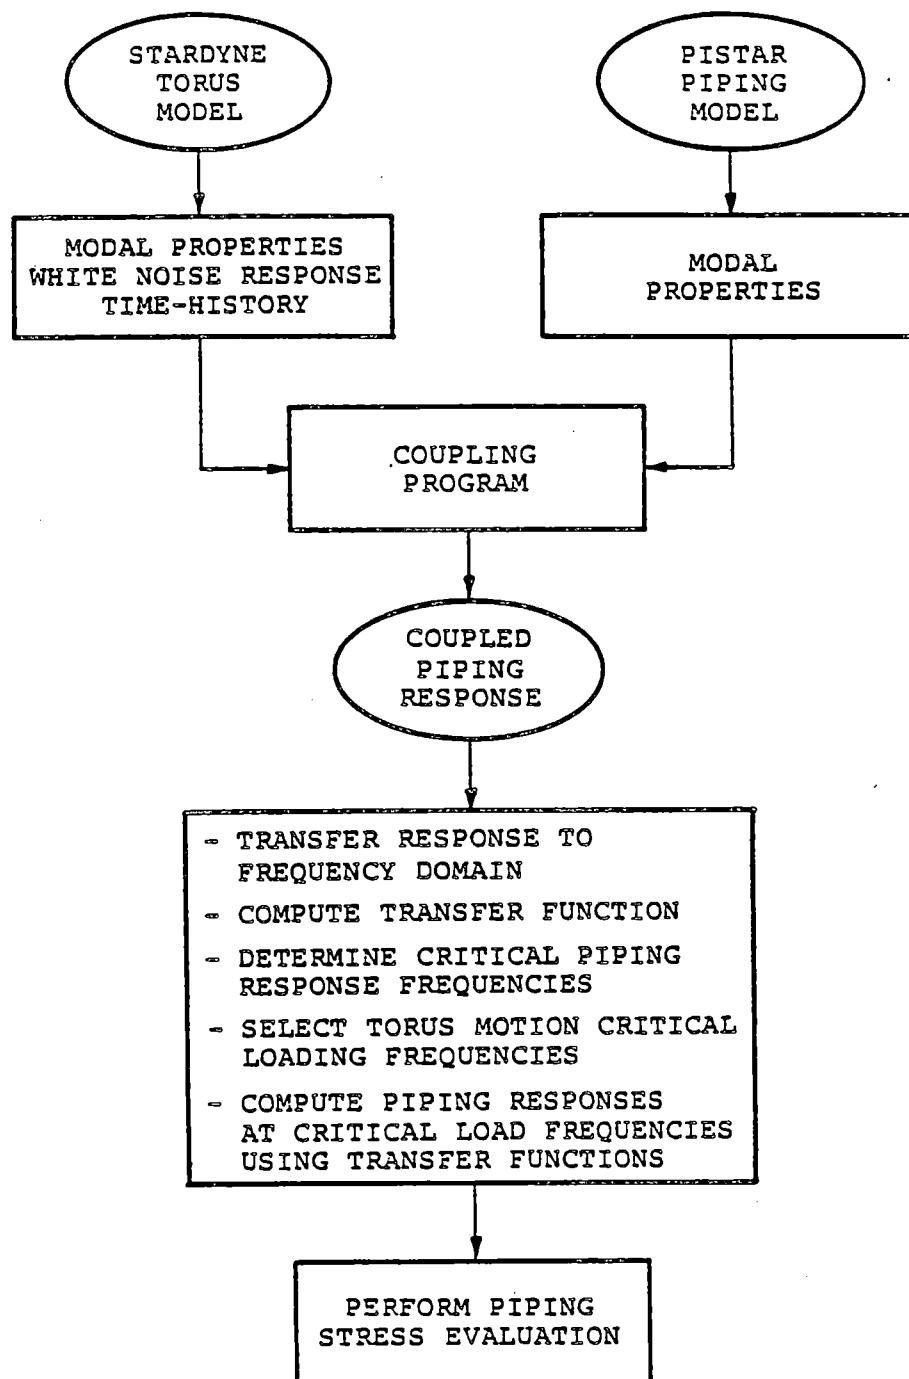 STARDYNE
TORUS
MODEL
PISTAR
PIPING
MODEL
MODAL PROPERTIES
WHITE NOISE RESPONSE
TIME-HISTORY
MODAL
PROPERTIES
COUPLING
PROGRAM
COUPLED
PIPING
RESPONSE
- TRANSFER RESPONSE TO
FREQUENCY DOMAIN
- COMPUTE TRANSFER FUNCTION
- DETERMINE CRITICAL PIPING
RESPONSE FREQUENCIES
- SELECT TORUS MOTION CRITICAL
LOADING FREQUENCIES
- COMPUTE PIPING RESPONSES
AT CRITICAL LOAD FREQUENCIES
USING TRANSFER FUNCTIONS
PERFORM PIPING
STRESS EVALUATION